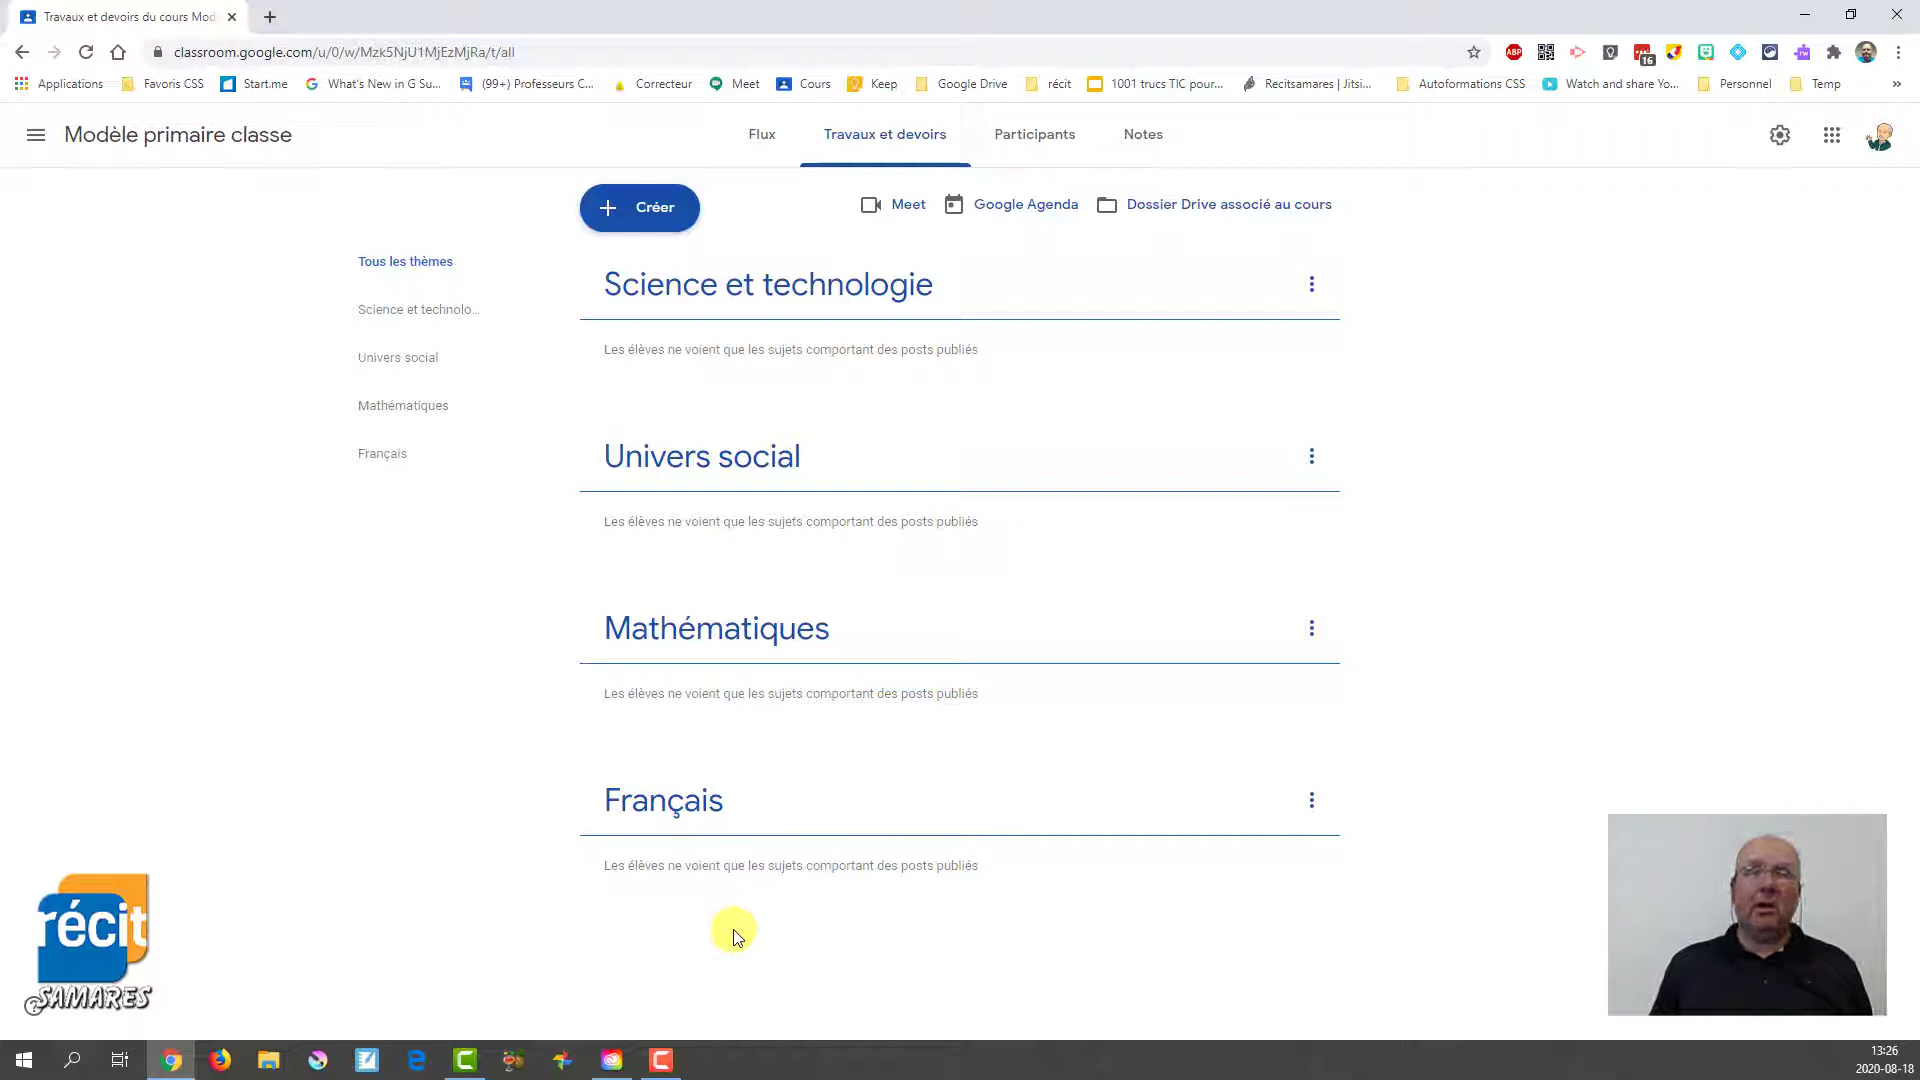 Travaux et devoirs du cours Mod
classroom.google.com/u/0/w/Mzk5NjU1MjEzMjRa/t/all
ABP
16
Applications
Favoris CSS
Start.me
What's New in G Su...
(99+) Professeurs C...
Correcteur
Meet
Cours
Keep
Google Drive
récit
1001 trucs TIC pour...
Recitsamares | Jitsi...
Autoformations CSS
Watch and share Yo...
Personnel
Temp
»
Modèle primaire classe
Flux
Travaux et devoirs
Participants
Notes
Créer
Meet
Google Agenda
Dossier Drive associé au cours
Tous les thèmes
Science et technolo...
Univers social
Mathématiques
Français
Science et technologie
Les élèves ne voient que les sujets comportant des posts publiés
Univers social
Les élèves ne voient que les sujets comportant des posts publiés
Mathématiques
Les élèves ne voient que les sujets comportant des posts publiés
Français
Les élèves ne voient que les sujets comportant des posts publiés
récit
SAMARES
13:26
2020-08-18